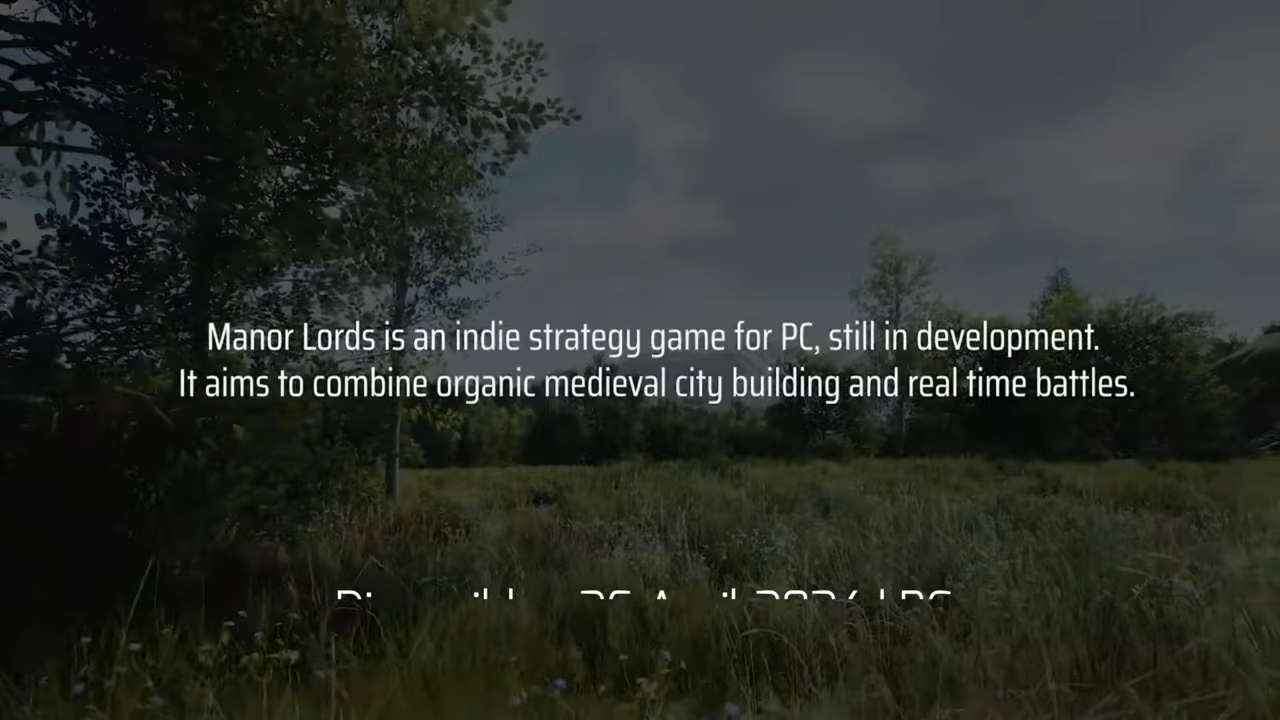 Manor Lords is an indie strategy game for PC, still in development.
It aims to combine organic medieval city building and real time battles.